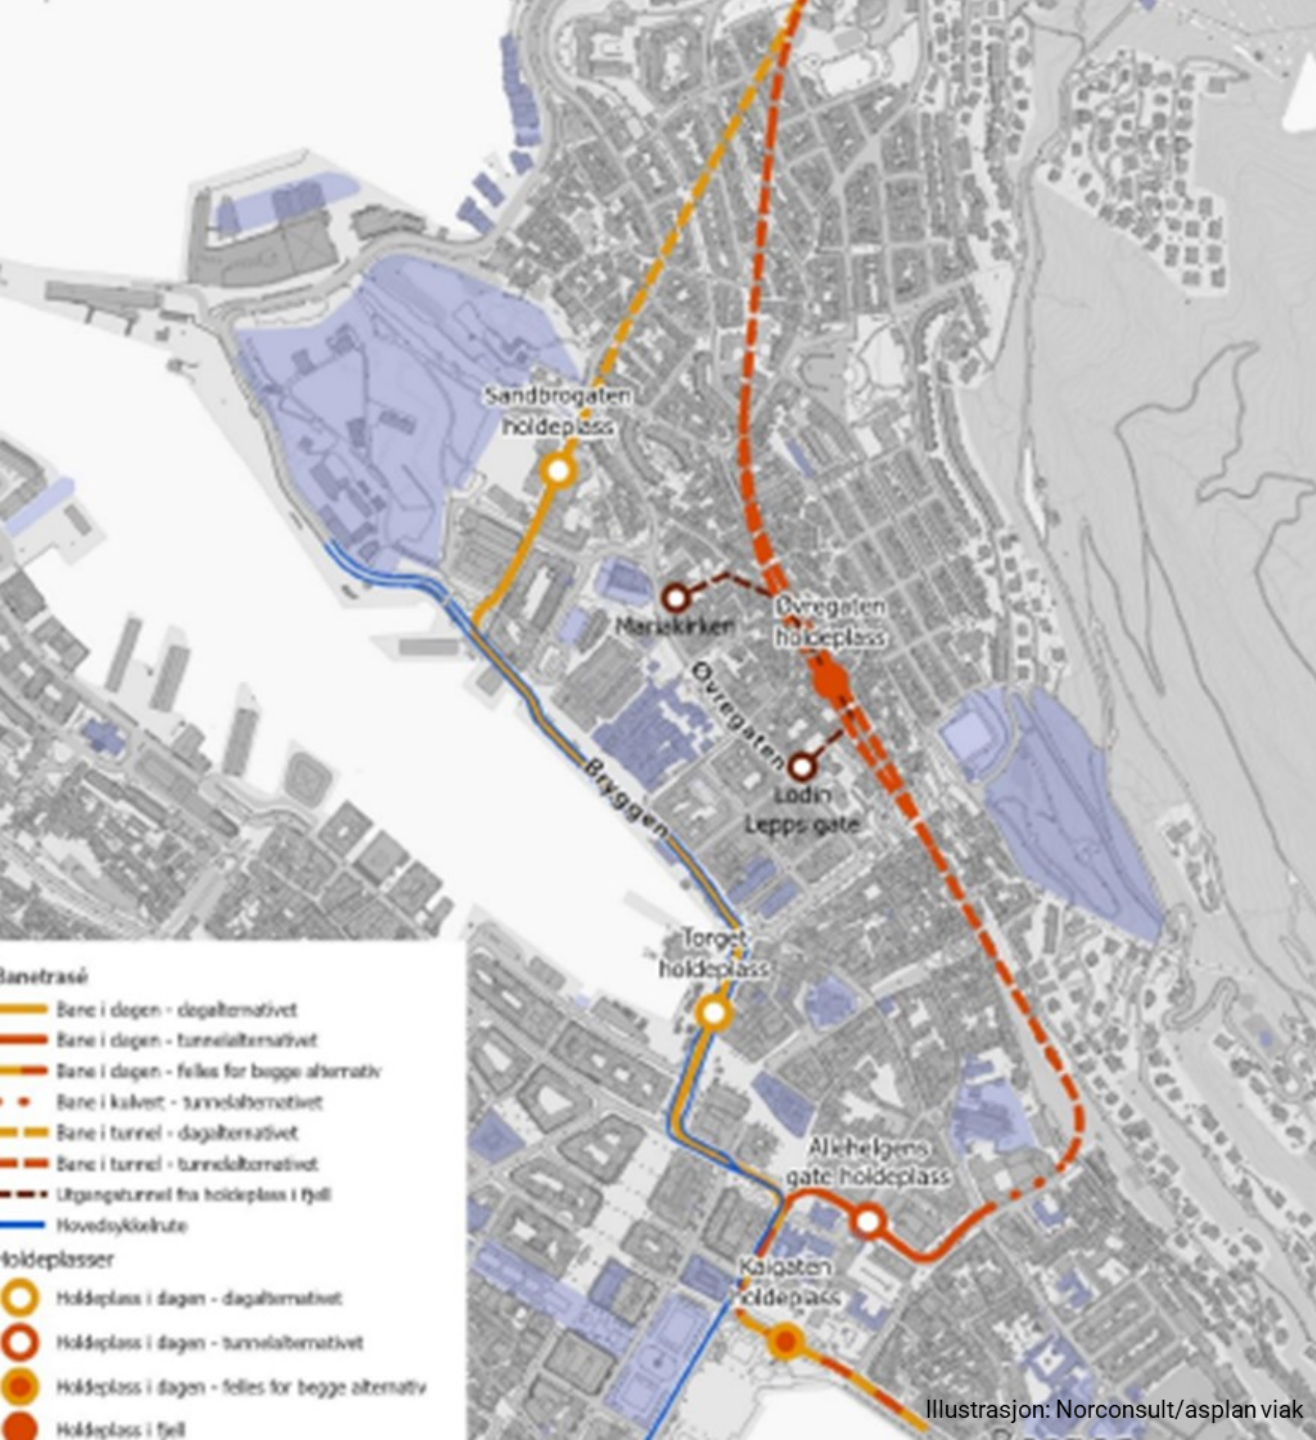 Sandbrogaten
holdeplass
Øvregaten
holdeplass
Mariakirken
Øvregaten
Lodin
Lepps gate
Bryggen
Torget
holdeplass
Allehelgens
gate holdeplass
Kaigaten
holdeplass
Banetrasé
Bane i dagen - dagalternativet
Bane i dagen - tunnelalternativet
Bane i dagen - felles for begge alternativ
Bane i kulvert - tunnelalternativet
Bane i tunnel - dagalternativet
Bane i tunnel - tunnelalternativet
Utgangstunnel fra holdeplass i fjell
Hovedsykkelrute
Holdeplasser
Holdeplass i dagen - dagalternativet
Holdeplass i dagen - tunnelalternativet
Holdeplass i dagen - felles for begge alternativ
Holdeplass i fjell
Illustrasjon: Norconsult/asplan viak